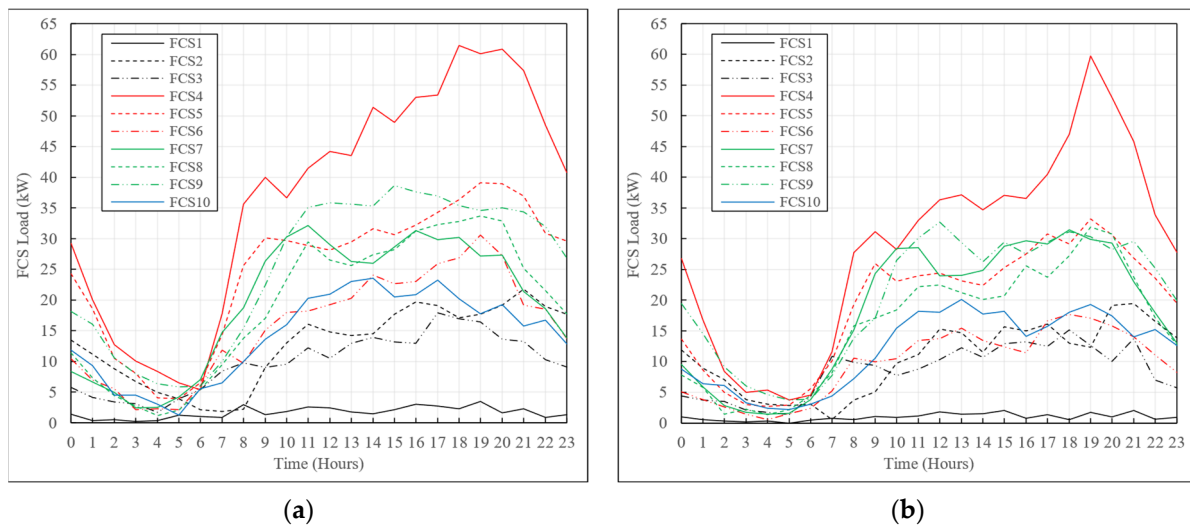 65
60
55
50
45
40
35
30
25
20
15
10
5
0
FCS Load (kW)
FCS1
FCS2
FCS3
FCS4
FCS5
FCS6
FCS7
FCS8
FCS9
FCS10
0 1 2 3 4 5 6 7 8 9 10 11 12 13 14 15 16 17 18 19 20 21 22 23
Time (Hours)
(a)
65
60
55
50
45
40
35
30
25
20
15
10
5
0
FCS Load (kW)
FCS1
FCS2
FCS3
FCS4
FCS5
FCS6
FCS7
FCS8
FCS9
FCS10
0 1 2 3 4 5 6 7 8 9 10 11 12 13 14 15 16 17 18 19 20 21 22 23
Time (Hours)
(b)